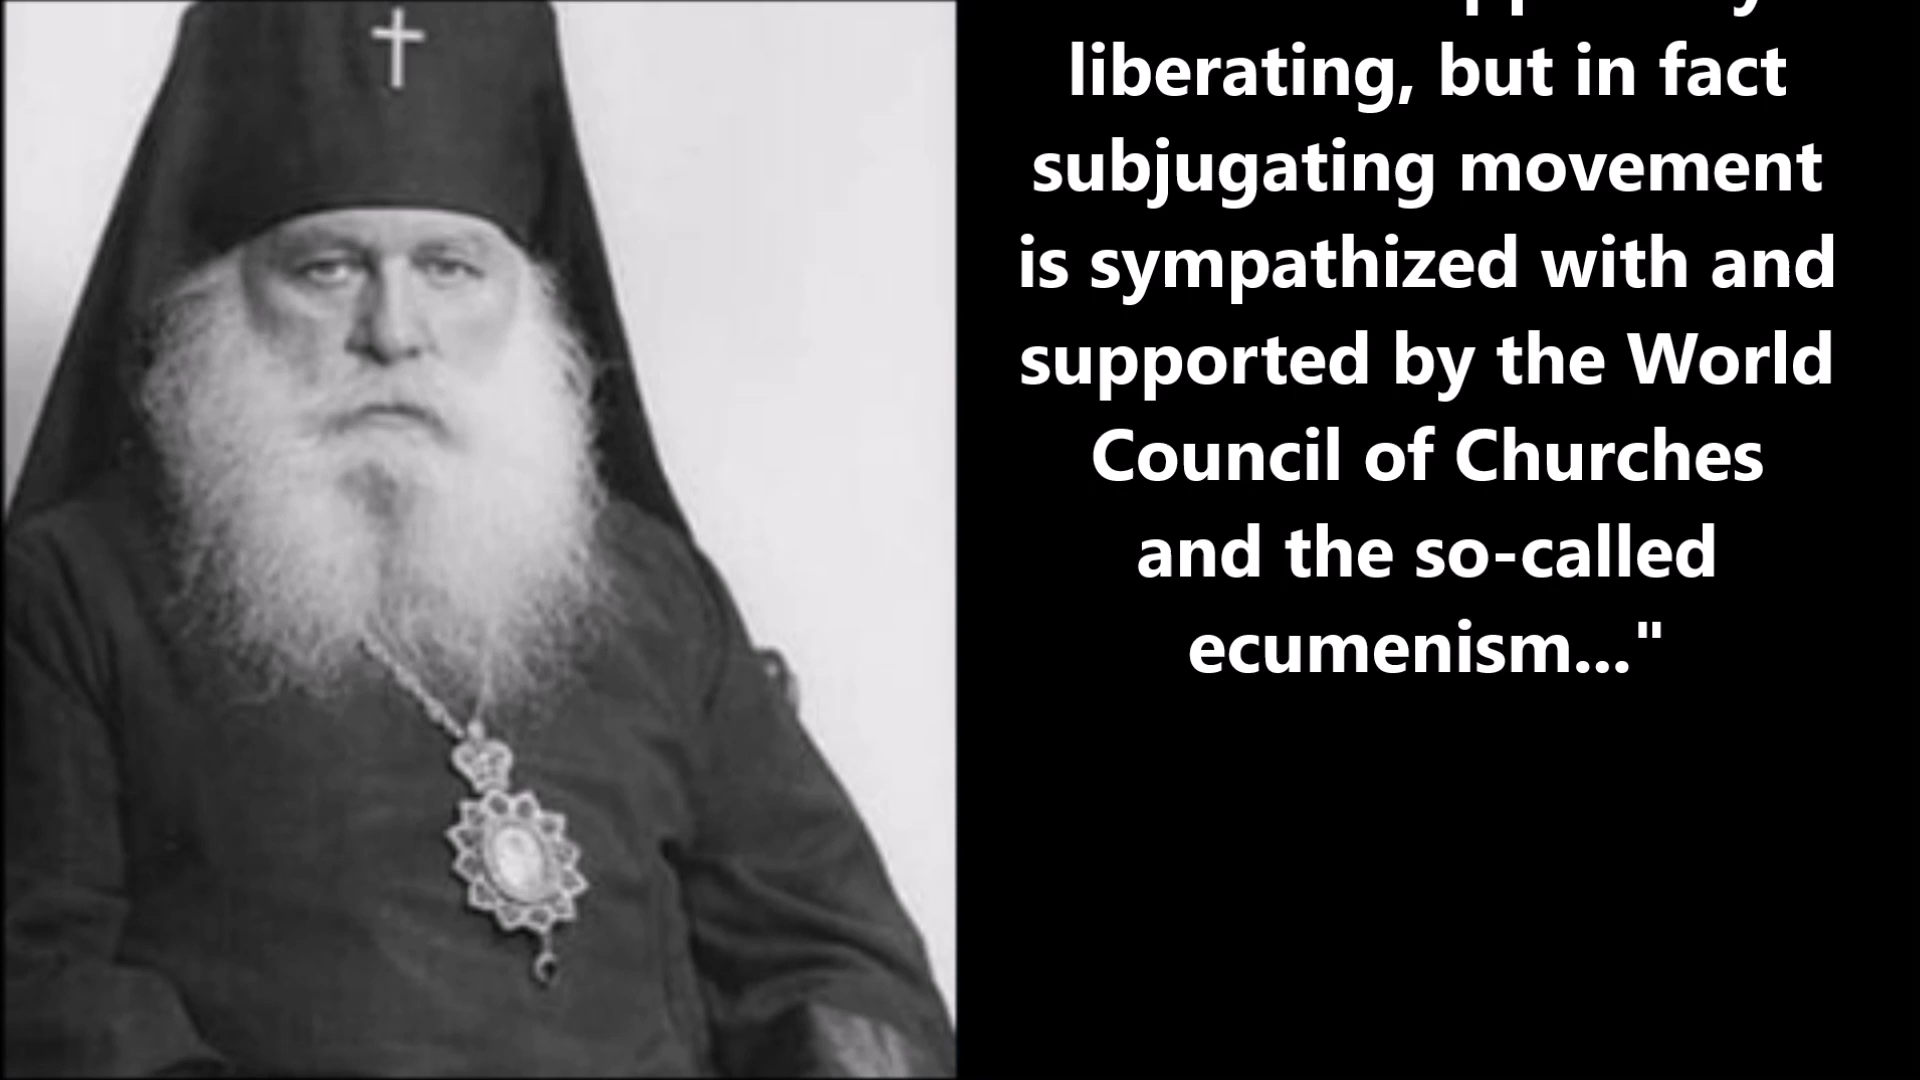 liberating, but in fact
subjugating movement
is sympathized with and
supported by the World
Council of Churches
and the so-called
ecumenism..."